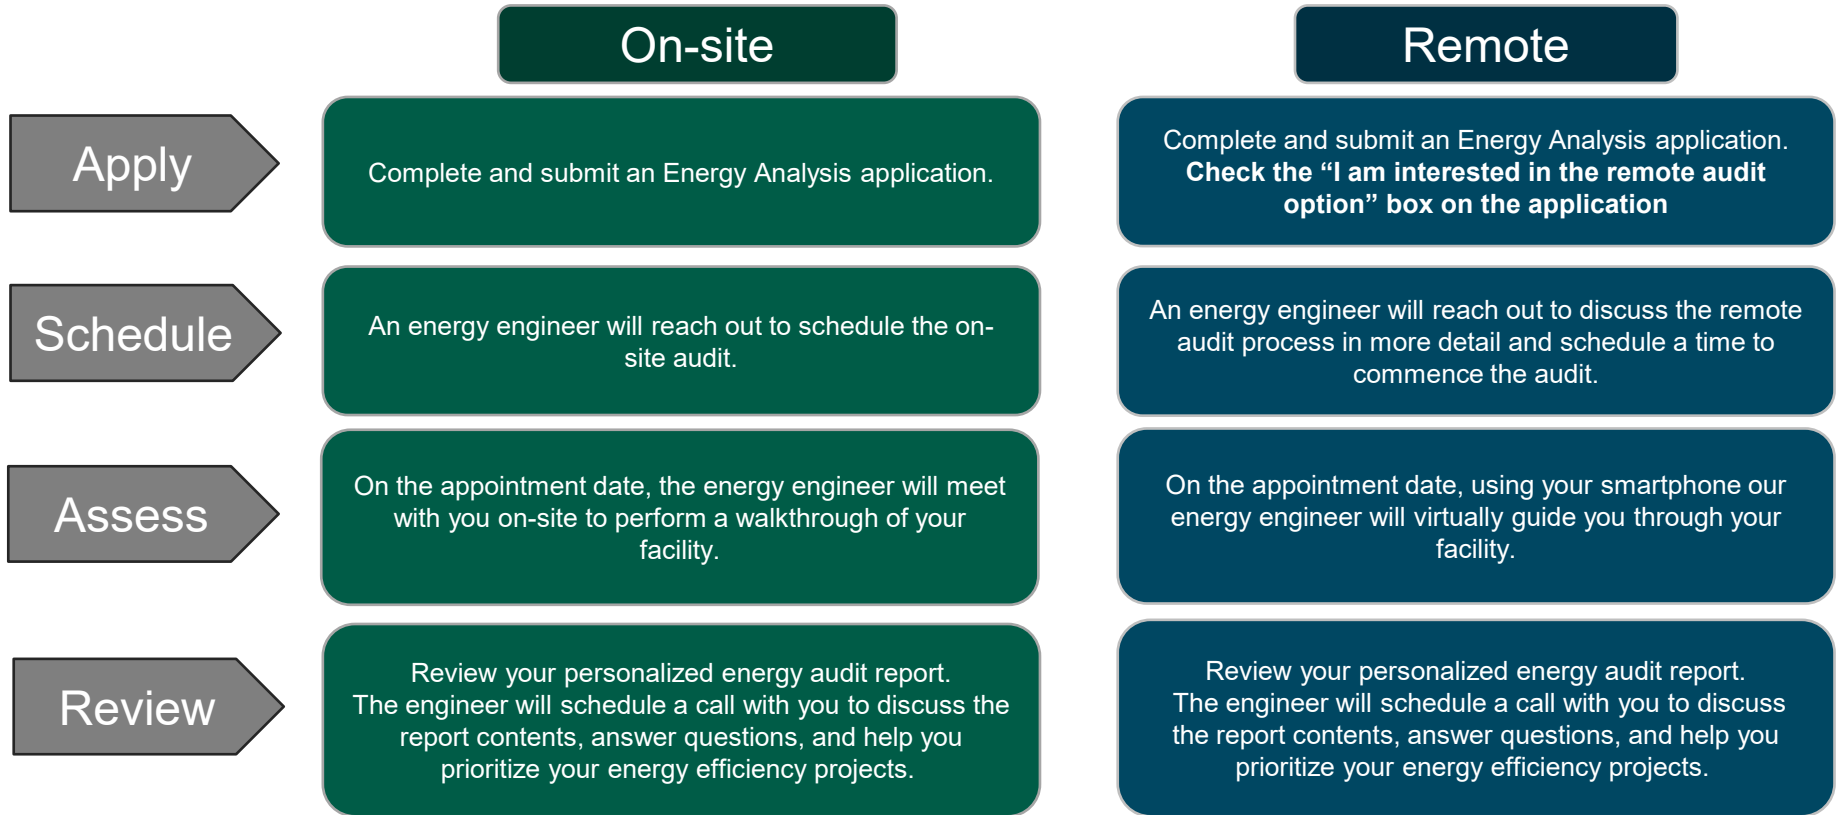 On-site
Remote
Apply
Complete and submit an Energy Analysis application.
Complete and submit an Energy Analysis application.
Check the “I am interested in the remote audit
option” box on the application
Schedule
An energy engineer will reach out to schedule the on-
site audit.
An energy engineer will reach out to discuss the remote
audit process in more detail and schedule a time to
commence the audit.
Assess
On the appointment date, the energy engineer will meet
with you on-site to perform a walkthrough of your
facility.
On the appointment date, using your smartphone our
energy engineer will virtually guide you through your
facility.
Review
Review your personalized energy audit report.
The engineer will schedule a call with you to discuss the
report contents, answer questions, and help you
prioritize your energy efficiency projects.
Review your personalized energy audit report.
The engineer will schedule a call with you to discuss
the report contents, answer questions, and help you
prioritize your energy efficiency projects.